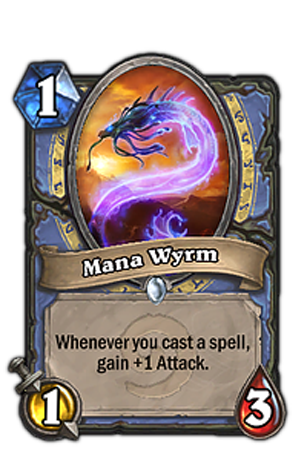 1
Mana Wyrm
Whenever you cast a spell,
gain +1 Attack.
1
3